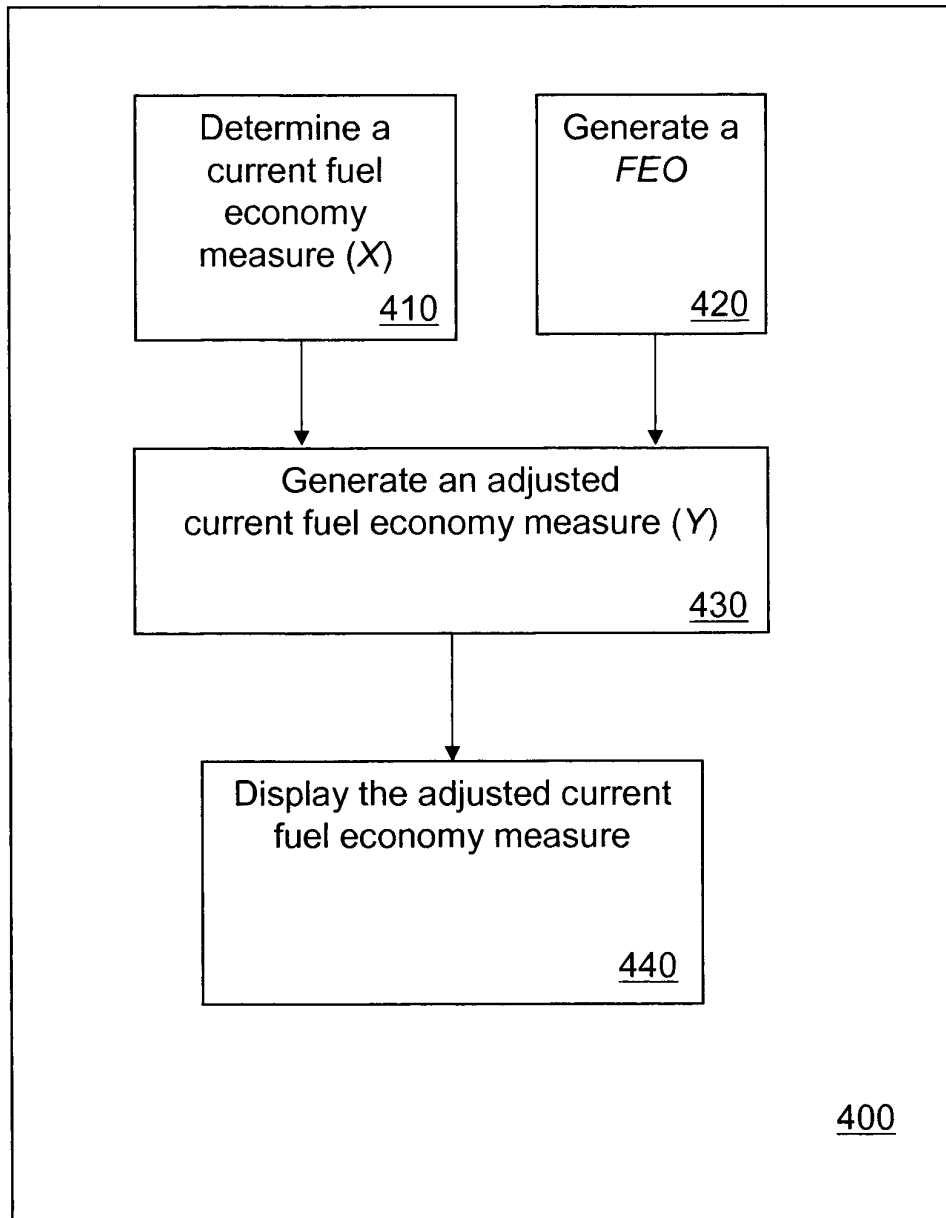 Determine a
current fuel
economy
measure (X)
410
Generate a
FEO
420
Generate an adjusted
current fuel economy measure (Y)
430
Display the adjusted current
fuel economy measure
440
400